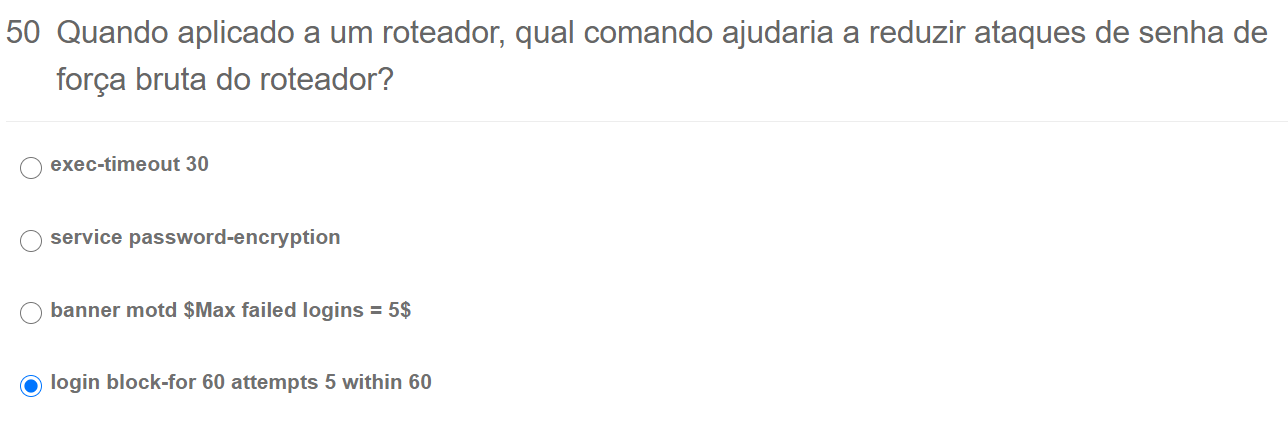 50 Quando aplicado a um roteador, qual comando ajudaria a reduzir ataques de senha de
força bruta do roteador?
exec-timeout 30
service password-encryption
banner motd $Max failed logins = 5$
login block-for 60 attempts 5 within 60